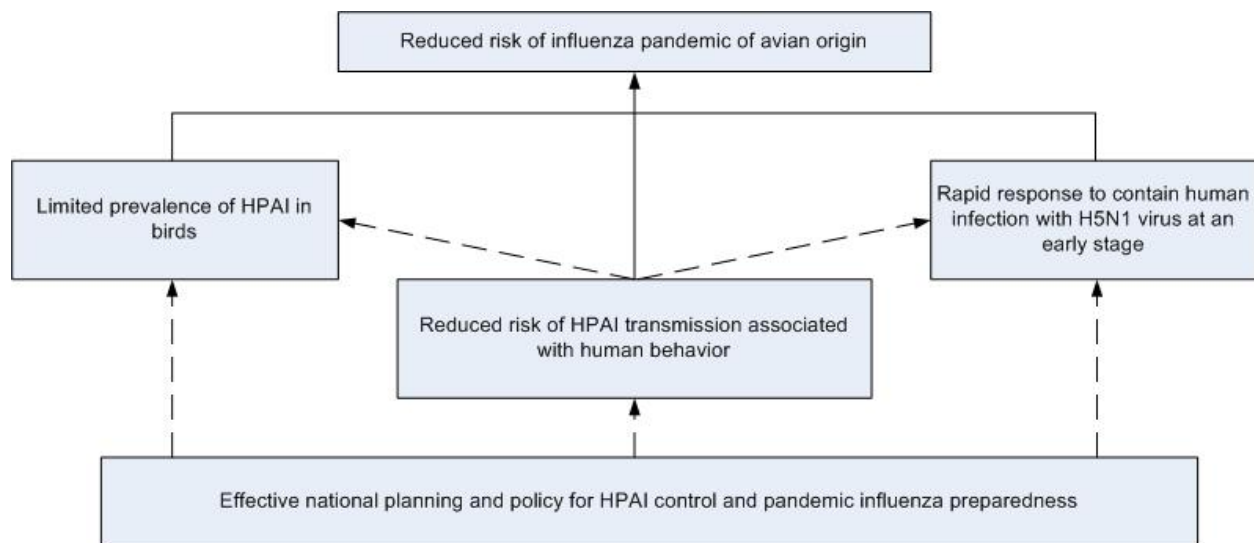 Reduced risk of influenza pandemic of avian origin
Limited prevalence of HPAI in
birds
Rapid response to contain human
infection with H5N1 virus at an
early stage
Reduced risk of HPAI transmission associated
with human behavior
Effective national planning and policy for HPAI control and pandemic influenza preparedness